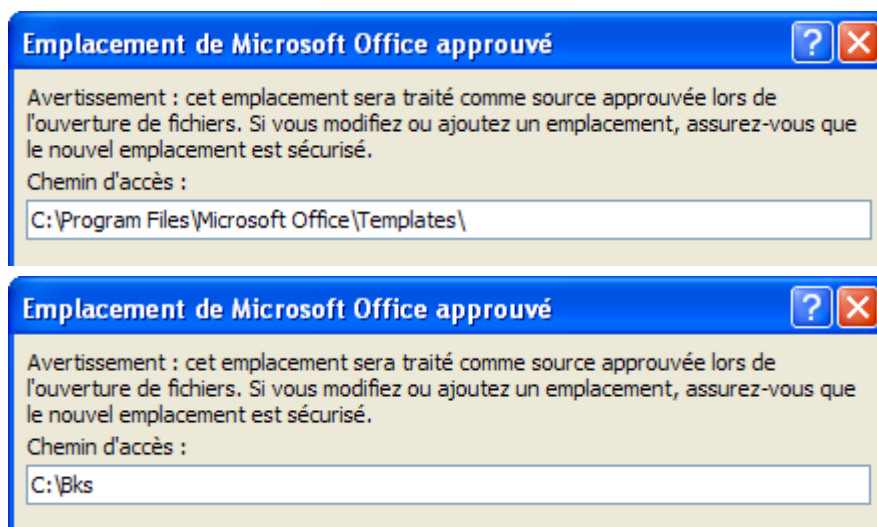 Emplacement de Microsoft Office approuvé
Avertissement : cet emplacement sera traité comme source approuvée lors de
l'ouverture de fichiers. Si vous modifiez ou ajoutez un emplacement, assurez-vous que
le nouvel emplacement est sécurisé.
Chemin d'accès :
C:\Program Files\Microsoft Office\Templates\
Emplacement de Microsoft Office approuvé
Avertissement : cet emplacement sera traité comme source approuvée lors de
l'ouverture de fichiers. Si vous modifiez ou ajoutez un emplacement, assurez-vous que
le nouvel emplacement est sécurisé.
Chemin d'accès :
C:\Bks